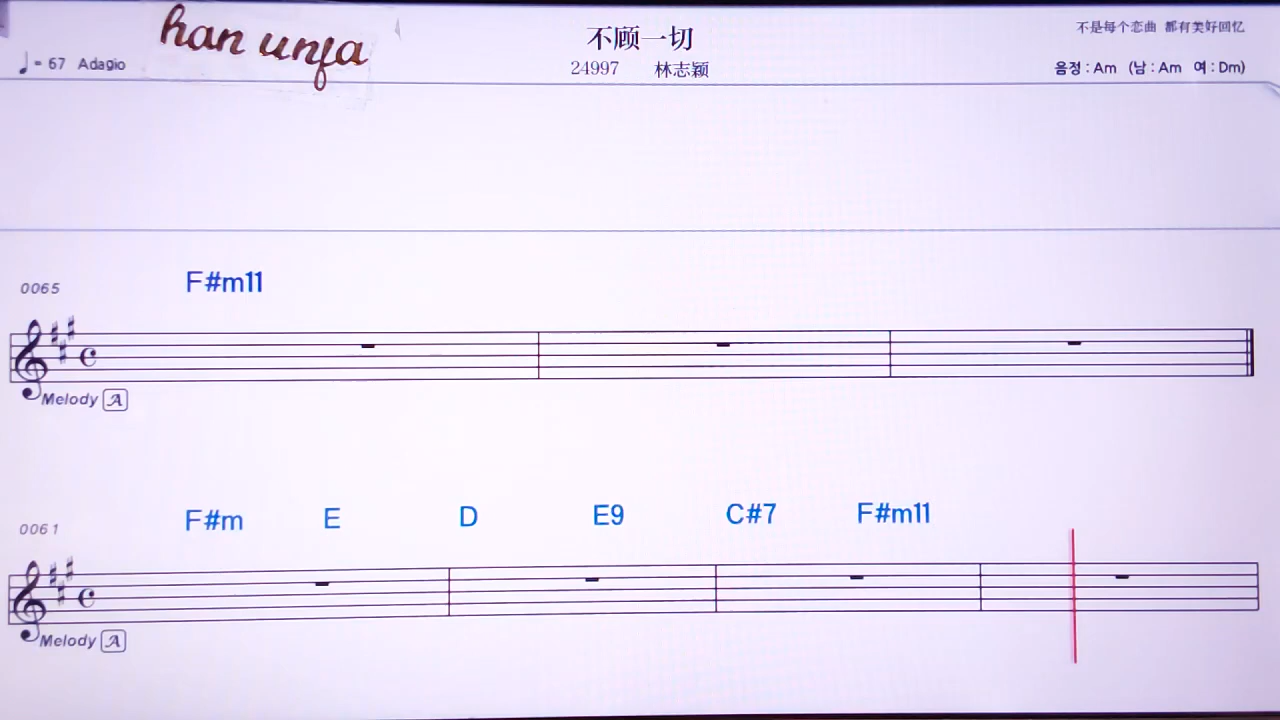 han unfa
不顾一切
不是每个恋曲 都有美好回忆
♩= 67 Adagio
24997 林志颖
음정 : Am (남 : Am 여 : Dm)
0065 F#m11
Melody A
0061 F#m E D E9 C#7 F#m11
Melody A